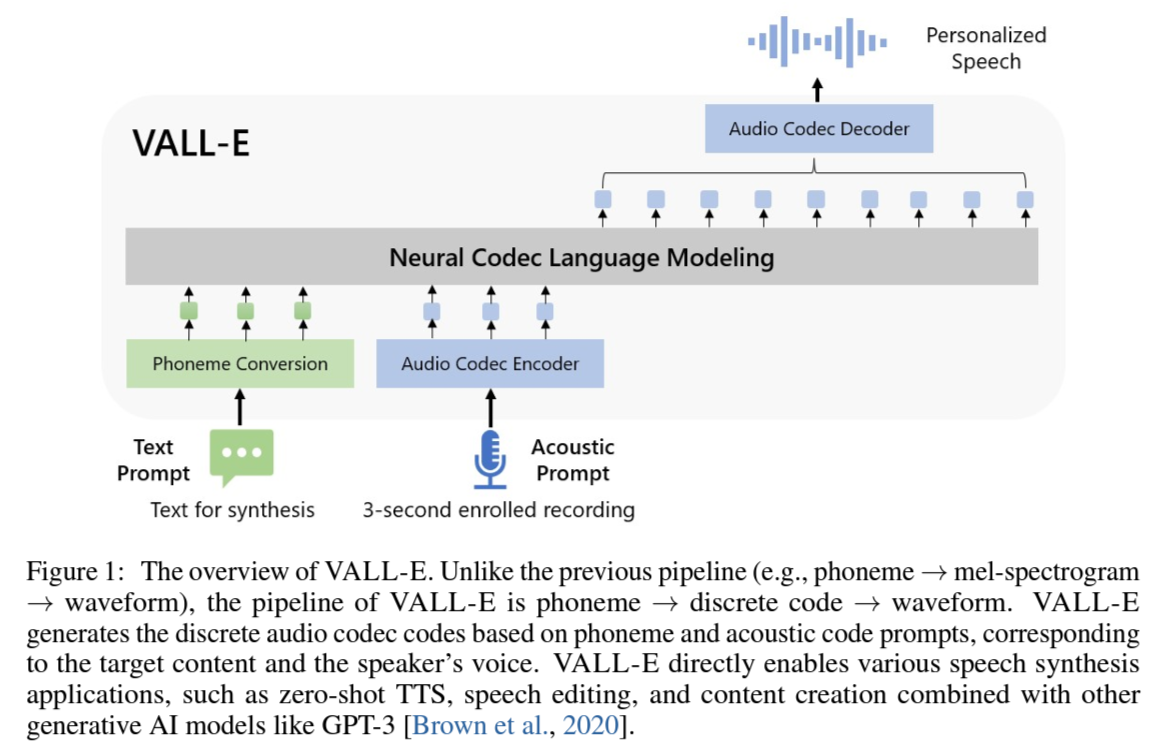 Personalized
Speech
Audio Codec Decoder
VALL-E
Neural Codec Language Modeling
Phoneme Conversion
Audio Codec Encoder
Text
Prompt
Acoustic
Prompt
Text for synthesis
3-second enrolled recording
Figure 1: The overview of VALL-E. Unlike the previous pipeline (e.g., phoneme → mel-spectrogram
→ waveform), the pipeline of VALL-E is phoneme → discrete code → waveform. VALL-E
generates the discrete audio codec codes based on phoneme and acoustic code prompts, corresponding
to the target content and the speaker's voice. VALL-E directly enables various speech synthesis
applications, such as zero-shot TTS, speech editing, and content creation combined with other
generative AI models like GPT-3 [Brown et al., 2020].